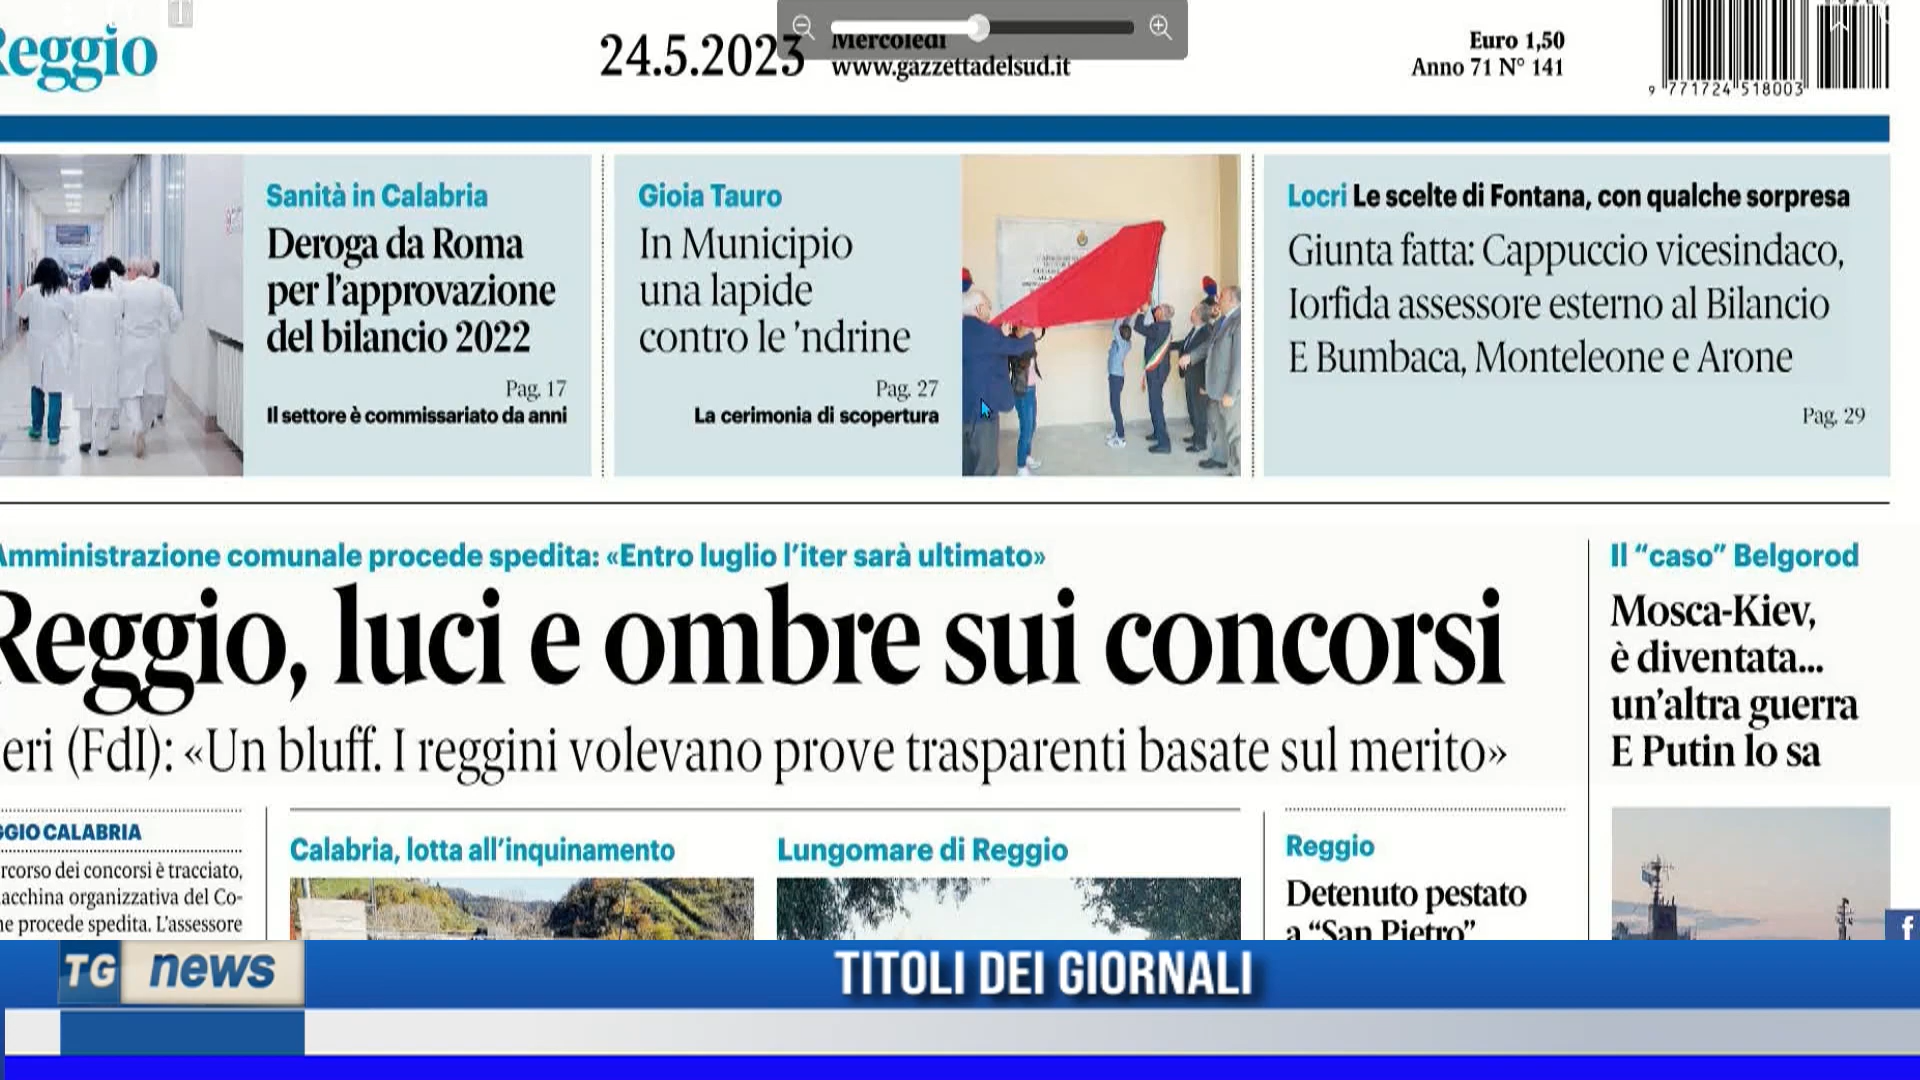 Reggio
24.5.2023
Mercoledì
www.gazzettadelsud.it
Euro 1,50
Anno 71 N° 141
9 771724 518003
Sanità in Calabria
Deroga da Roma
per l'approvazione
del bilancio 2022
Pag. 17
Il settore è commissariato da anni
Gioia Tauro
In Municipio
una lapide
contro le 'ndrine
Pag. 27
La cerimonia di scopertura
Locri Le scelte di Fontana, con qualche sorpresa
Giunta fatta: Cappuccio vicesindaco,
Iorfida assessore esterno al Bilancio
E Bumbaca, Monteleone e Arone
Pag. 29
Amministrazione comunale procede spedita: «Entro luglio l'iter sarà ultimato»
Reggio, luci e ombre sui concorsi
eri (FdI): «Un bluff. I reggini volevano prove trasparenti basate sul merito»
Il "caso" Belgorod
Mosca-Kiev,
è diventata...
un'altra guerra
E Putin lo sa
GGIO CALABRIA
rcorso dei concorsi è tracciato,
acchina organizzativa del Co-
ne procede spedita. L'assessore
Calabria, lotta all'inquinamento
Lungomare di Reggio
Reggio
Detenuto pestato
a "San Pietro"
f
TG news
TITOLI DEI GIORNALI